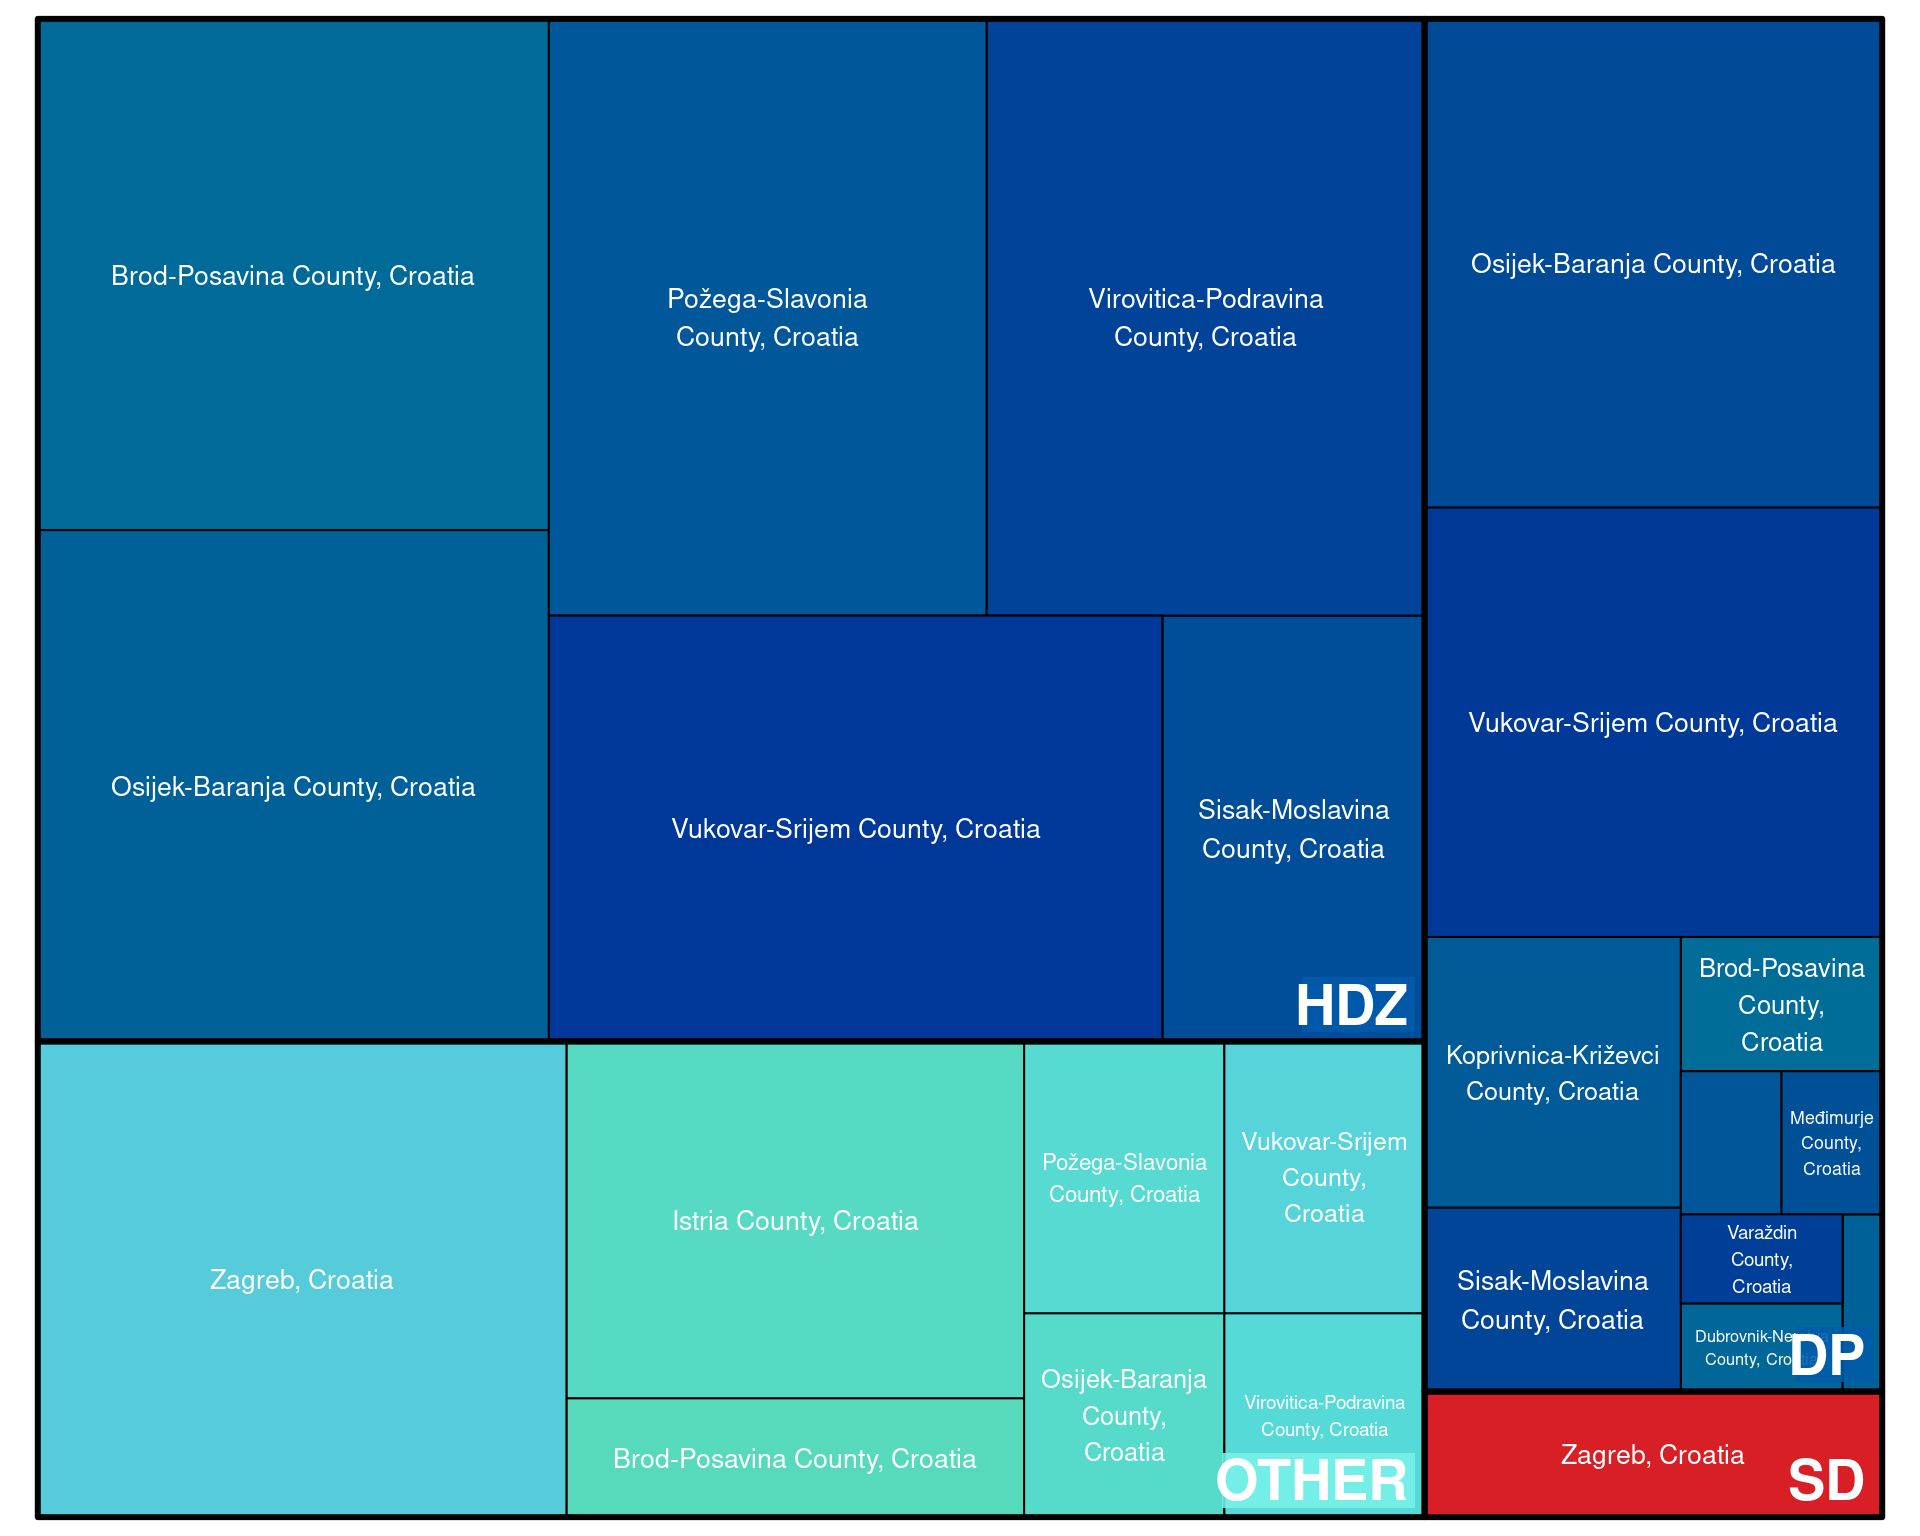 Brod-Posavina County, Croatia
Požega-Slavonia
County, Croatia
Virovitica-Podravina
County, Croatia
Osijek-Baranja County, Croatia
Vukovar-Srijem County, Croatia
Sisak-Moslavina
County, Croatia
HDZ
Osijek-Baranja County, Croatia
Vukovar-Srijem County, Croatia
Koprivnica-Križevci
County, Croatia
Brod-Posavina
County,
Croatia
Međimurje
County,
Croatia
Sisak-Moslavina
County, Croatia
Varaždin
County,
Croatia
County,
DP
Zagreb, Croatia
Istria County, Croatia
Brod-Posavina County, Croatia
Požega-Slavonia
County, Croatia
Vukovar-Srijem
County,
Croatia
Osijek-Baranja
County,
Croatia
Virovitica-Podravina
County, Croatia
OTHER
Zagreb, Croatia
SD